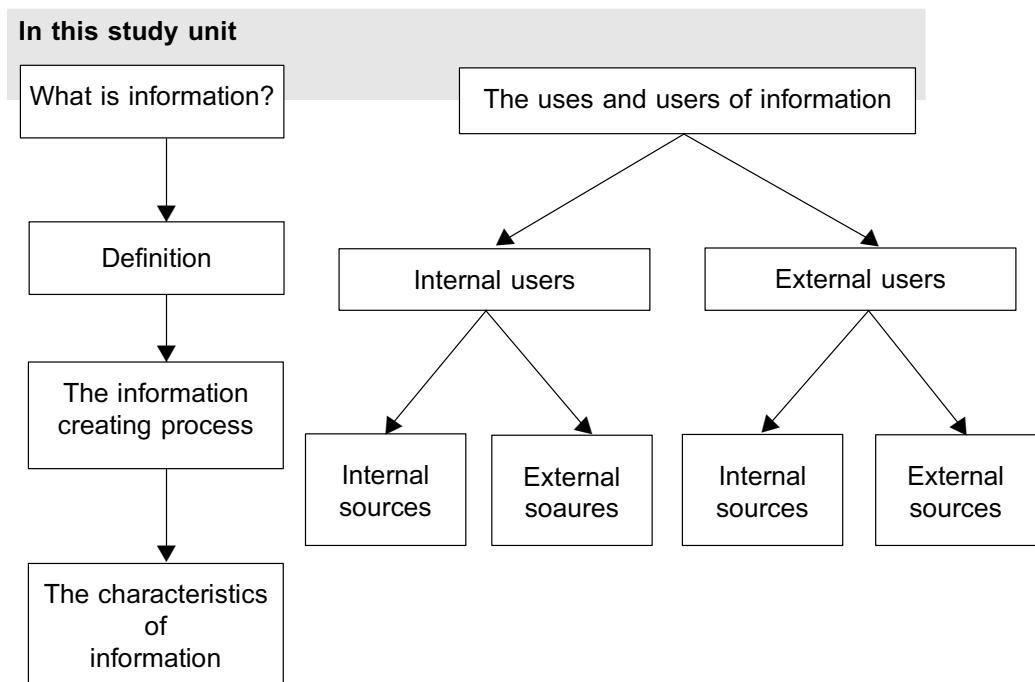 In this study unit
What is information?
Definition
The information
creating process
The characteristics
of
information
The uses and users of information
Internal users
External users
Internal
sources
External
soaures
Internal
sources
External
sources